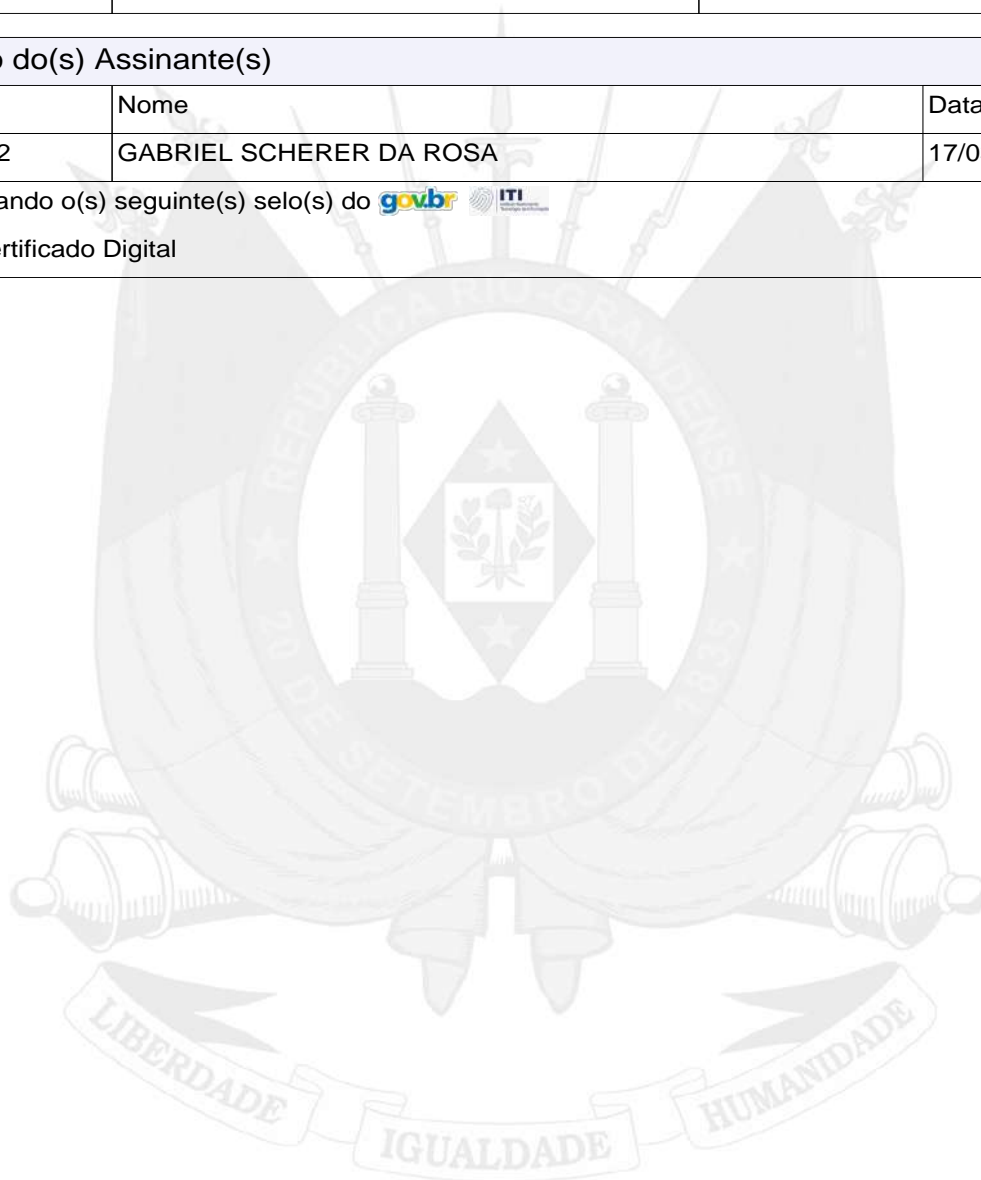 o do(s) Assinante(s)
Nome
Data
2
GABRIEL SCHERER DA ROSA
17/0
ando o(s) seguinte(s) selo(s) do gov.br ITI
ertificado Digital
REPÚBLICA RIO-GRANDENSE
20 DE SETEMBRO DE 1835
LIBERDADE
IGUALDADE
HUMANIDADE